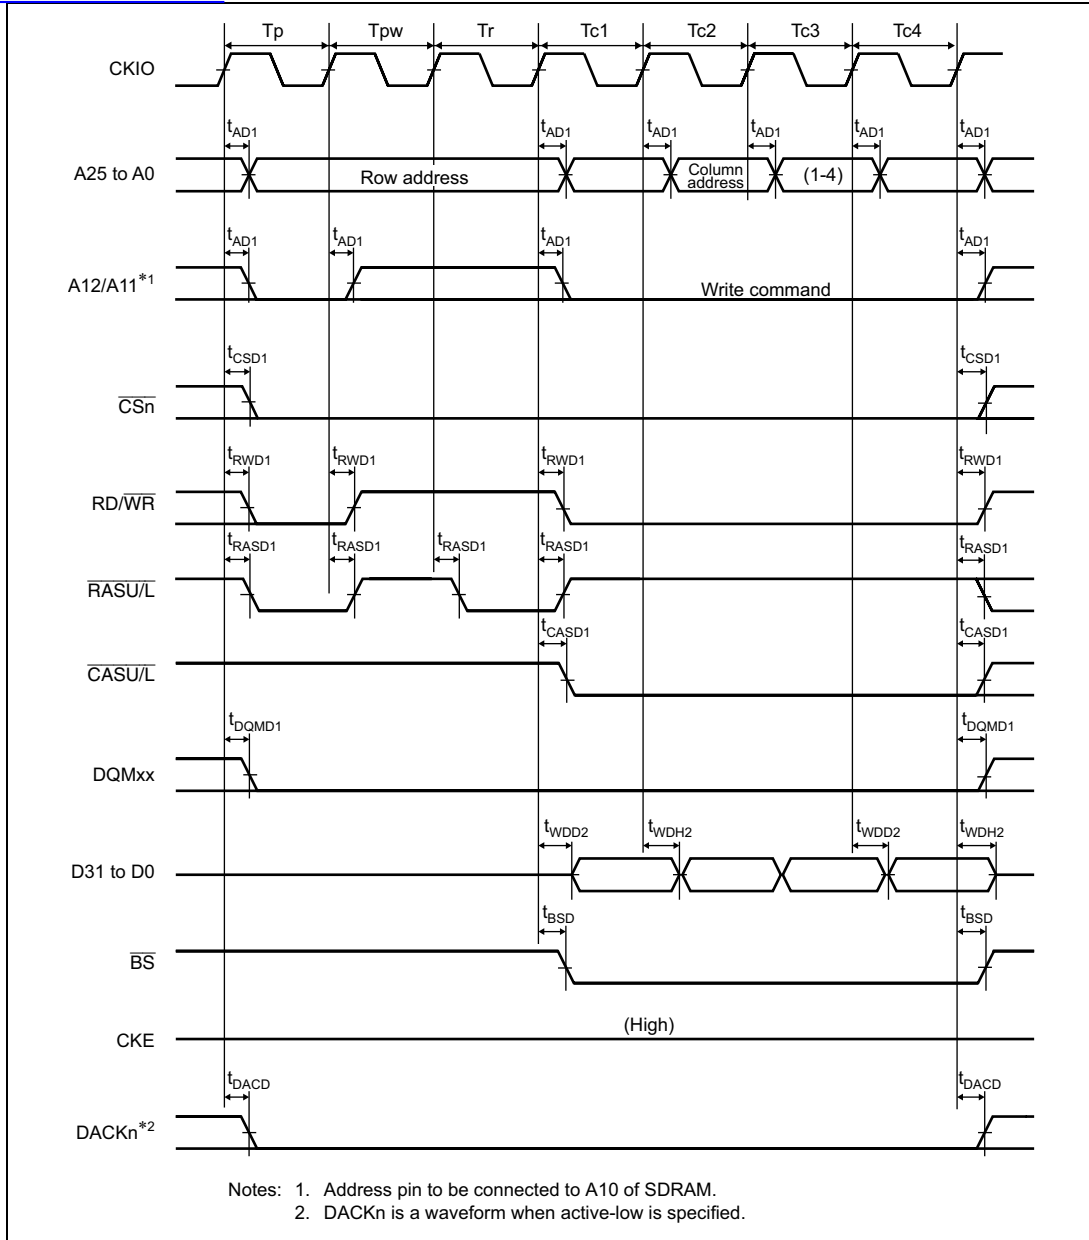 Tp Tpw Tr Tc1 Tc2 Tc3 Tc4
CKIO
tAD1 tAD1 tAD1 tAD1 tAD1 tAD1
A25 to A0
Row address
Column
address
(1-4)
tAD1 tAD1 tAD1 tAD1
A12/A11*1
Write command
tCSD1 tCSD1
CSn
tRWD1 tRWD1 tRWD1 tRWD1
RD/WR
tRASD1 tRASD1 tRASD1 tRASD1 tRASD1
RASU/L
tCASD1 tCASD1
CASU/L
tDQMD1 tDQMD1
DQMxx
tWDD2 tWDH2 tWDD2 tWDH2
D31 to D0
tBSD tBSD
BS
(High)
CKE
tDACD tDACD
DACKn*2
Notes: 1. Address pin to be connected to A10 of SDRAM.
2. DACKn is a waveform when active-low is specified.